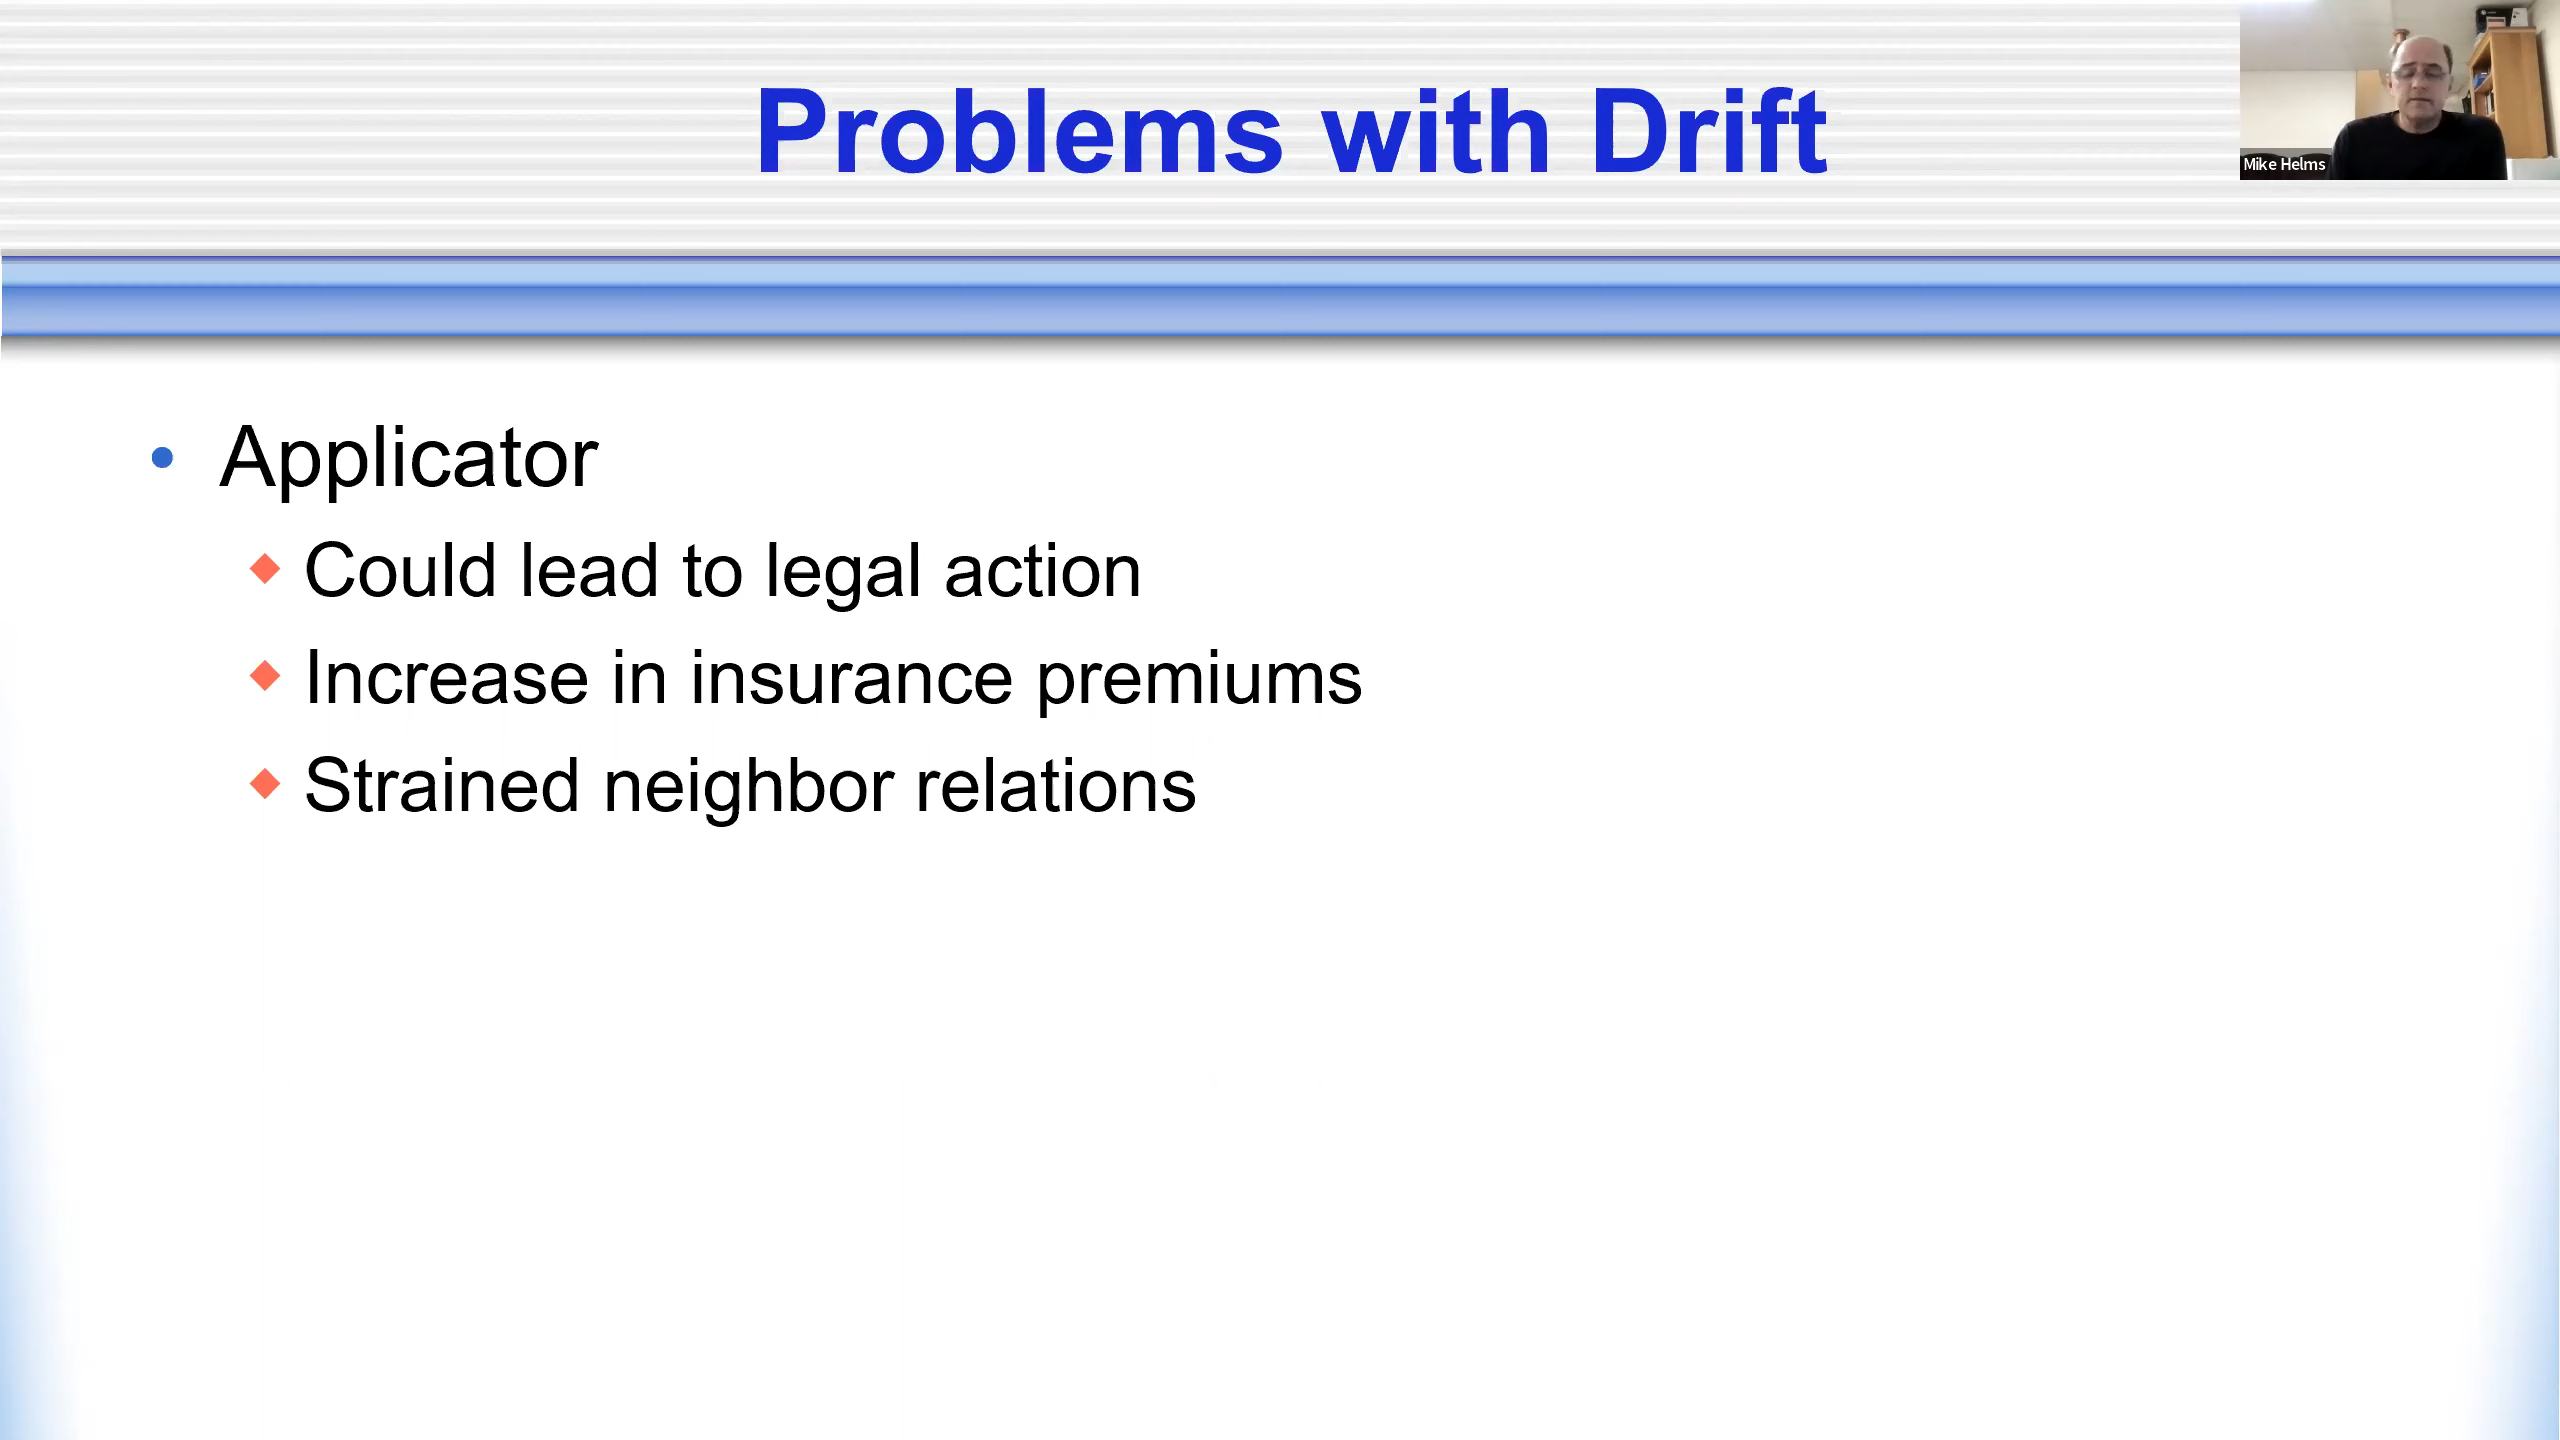 Problems with Drift
Mike Helms
• Applicator
◆ Could lead to legal action
◆ Increase in insurance premiums
◆ Strained neighbor relations